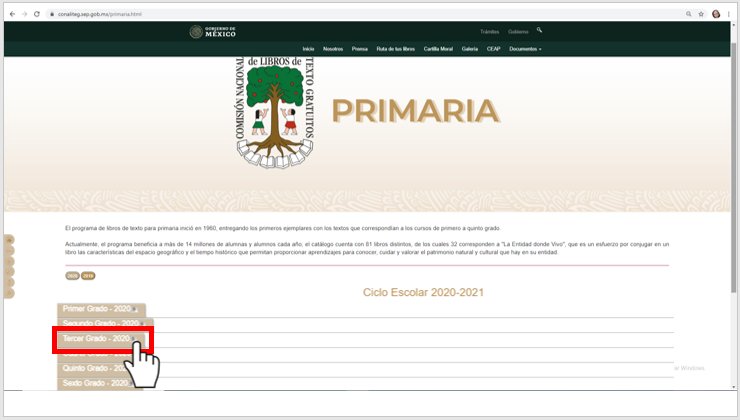 conaliteg.sep.gob.mx/primaria.html
GOBIERNO DE
MÉXICO
Trámites Gobierno
Inicio Nosotros Prensa Ruta de tus libros Cartilla Moral Galería CEAP Documentos
COMISIÓN NACIONAL de LIBROS de TEXTO GRATUITOS
PRIMARIA
El programa de libros de texto para primaria inició en 1960, entregando los primeros ejemplares con los textos que correspondían a los cursos de primero a quinto grado.
Actualmente, el programa beneficia a más de 14 millones de alumnas y alumnos cada año, el catálogo cuenta con 81 libros distintos, de los cuales 32 corresponden a "La Entidad donde Vivo", que es un esfuerzo por conjugar en
un libro las características del espacio geográfico y el tiempo histórico que permitan proporcionar aprendizajes para conocer, cuidar y valorar el patrimonio natural y cultural que hay en su entidad.
2020 2019
Ciclo Escolar 2020-2021
Primer Grado - 2020
Segundo Grado - 2020
Tercer Grado - 2020
Quinto Grado - 2020
Sexto Grado - 2020
Windows